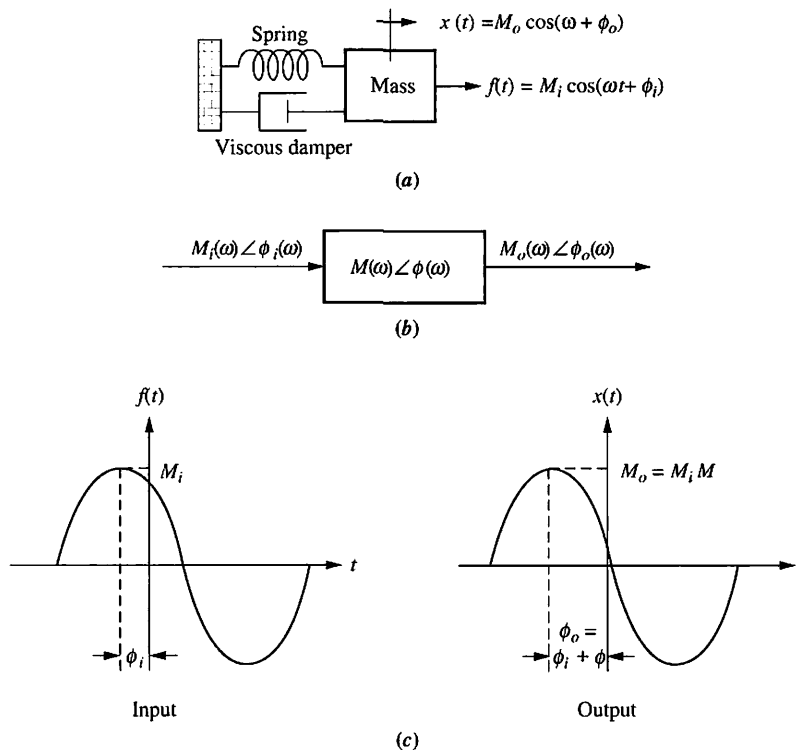 x (t) = M_o cos(ω + φ_o)
Spring
Mass
f(t) = M_i cos(ωt + φ_i)
Viscous damper
(a)
M_i(ω)∠φ_i(ω)
M(ω)∠φ(ω)
M_o(ω)∠φ_o(ω)
(b)
f(t)
x(t)
M_i
M_o = M_i M
t
φ_i
φ_o =
φ_i + φ
Input
Output
(c)